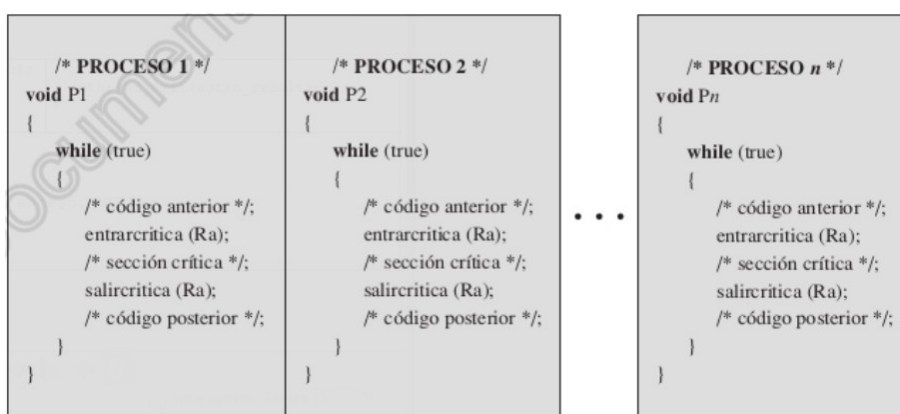 /* PROCESO 1 */
void P1
{
while (true)
{
/* código anterior */;
entrarcritica (Ra);
/* sección crítica */;
salircritica (Ra);
/* código posterior */;
}
}
/* PROCESO 2 */
void P2
{
while (true)
{
/* código anterior */;
entrarcritica (Ra);
/* sección crítica */;
salircritica (Ra);
/* código posterior */;
}
}
• • •
/* PROCESO n */
void Pn
{
while (true)
{
/* código anterior */;
entrarcritica (Ra);
/* sección crítica */;
salircritica (Ra);
/* código posterior */;
}
}